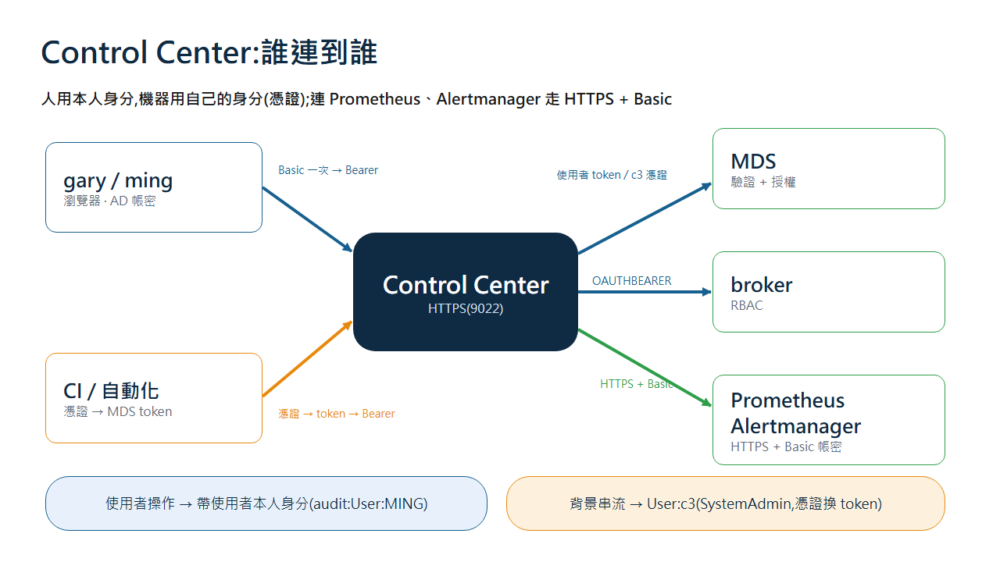 Control Center:誰連到誰
人用本人身分,機器用自己的身分(憑證);連 Prometheus、Alertmanager 走 HTTPS + Basic
gary / ming
瀏覽器 · AD 帳密
Basic 一次 → Bearer
使用者 token / c3 憑證
MDS
驗證 + 授權
Control Center
HTTPS(9022)
OAUTHBEARER
broker
RBAC
CI / 自動化
憑證 → MDS token
憑證 → token → Bearer
HTTPS + Basic
Prometheus
Alertmanager
HTTPS + Basic 帳密
使用者操作 → 帶使用者本人身分(audit:User:MING)
背景串流 → User:c3(SystemAdmin,憑證換 token)